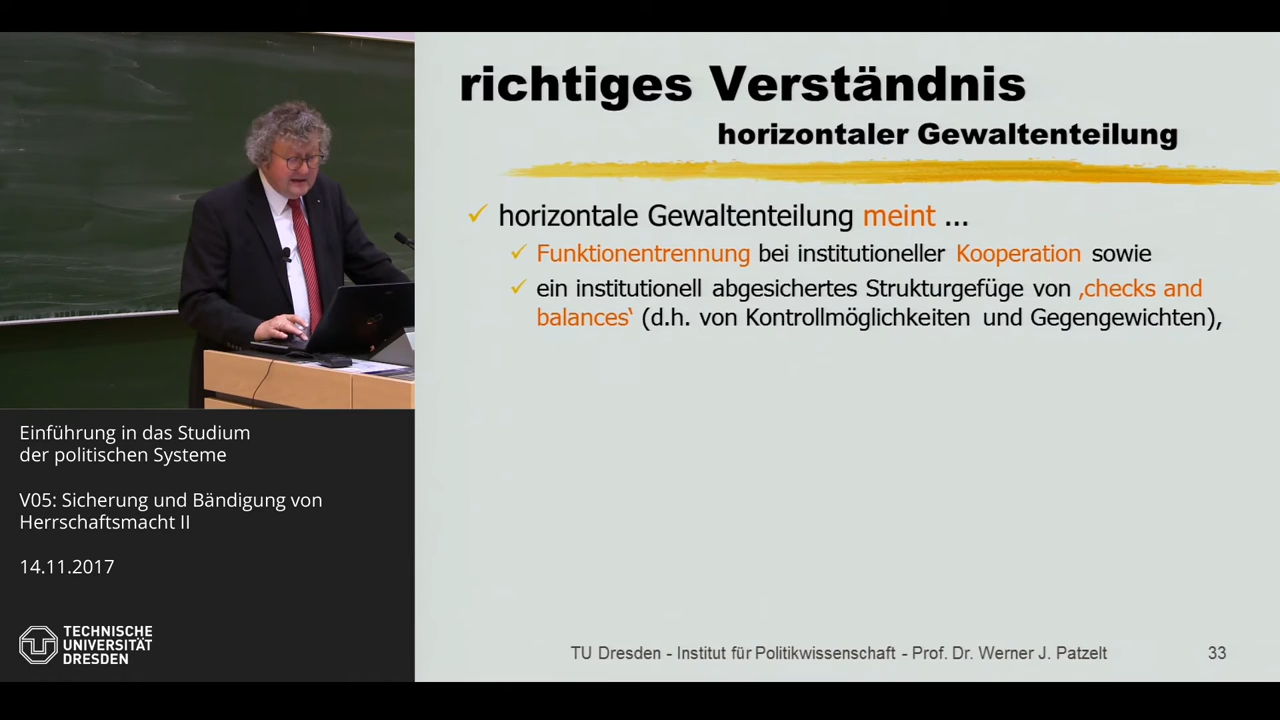 richtiges Verständnis
horizontaler Gewaltenteilung
horizontale Gewaltenteilung meint ...
Funktionentrennung bei institutioneller Kooperation sowie
ein institutionell abgesichertes Strukturgefüge von ‚checks and
balances‘ (d.h. von Kontrollmöglichkeiten und Gegengewichten),
Einführung in das Studium
der politischen Systeme
V05: Sicherung und Bändigung von
Herrschaftsmacht II
14.11.2017
TECHNISCHE
UNIVERSITÄT
DRESDEN
TU Dresden - Institut für Politikwissenschaft - Prof. Dr. Werner J. Patzelt
33